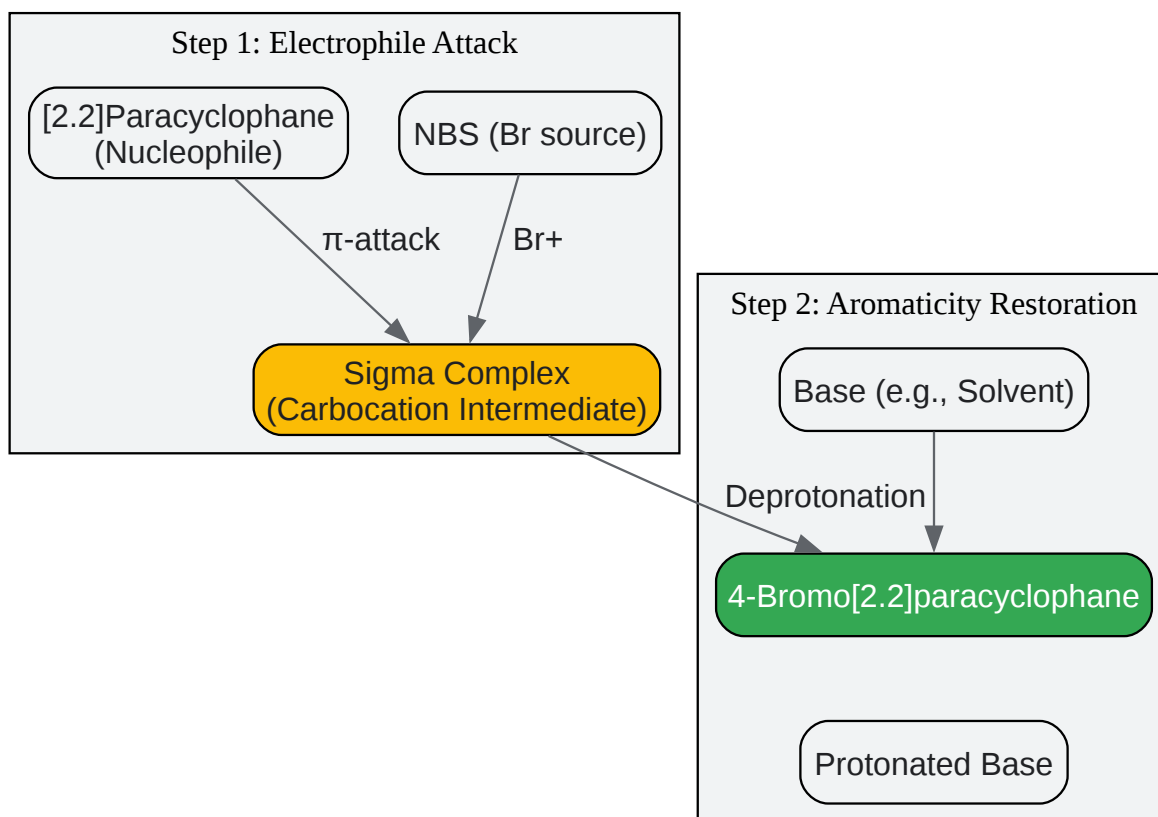 Step 1: Electrophile Attack
[2.2]Paracyclophane
(Nucleophile)
NBS (Br source)
π-attack
Br+
Sigma Complex
(Carbocation Intermediate)
Step 2: Aromaticity Restoration
Base (e.g., Solvent)
Deprotonation
4-Bromo[2.2]paracyclophane
Protonated Base